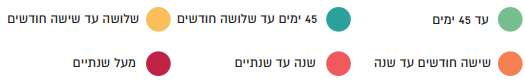 עד 45 ימים 45 ימים עד שלושה חודשים שלושה עד שישה חודשים
שישה חודשים עד שנה שנה עד שנתיים מעל שנתיים